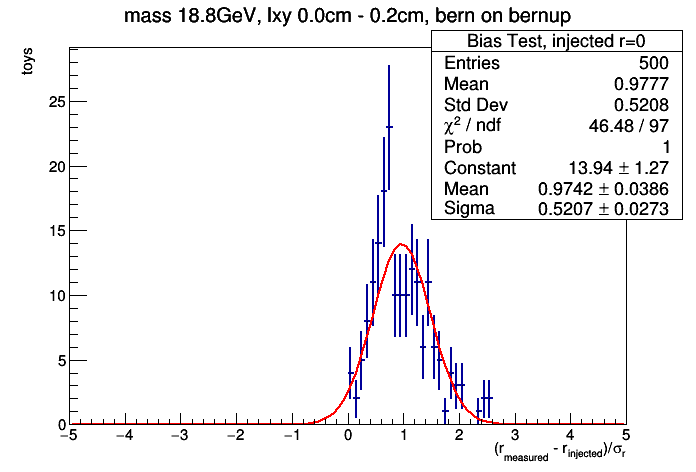 mass 18.8GeV, lxy 0.0cm - 0.2cm, bern on bernup
toys
Bias Test, injected r=0
Entries 500
Mean 0.9777
Std Dev 0.5208
χ² / ndf 46.48 / 97
Prob 1
Constant 13.94 ± 1.27
Mean 0.9742 ± 0.0386
Sigma 0.5207 ± 0.0273
25
20
15
10
5
0
−5 −4 −3 −2 −1 0 1 2 3 4 5
(r_measured - r_injected)/σ_r